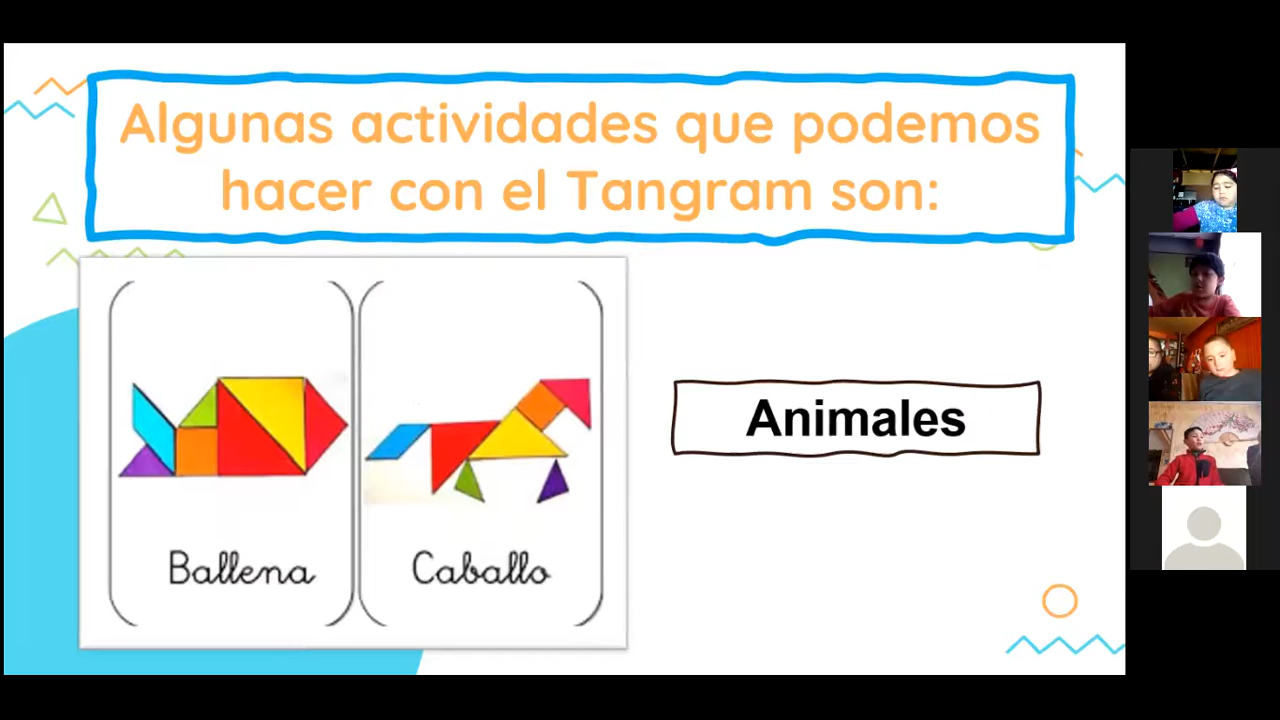 Algunas actividades que podemos
hacer con el Tangram son:
Animales
Ballena
Caballo